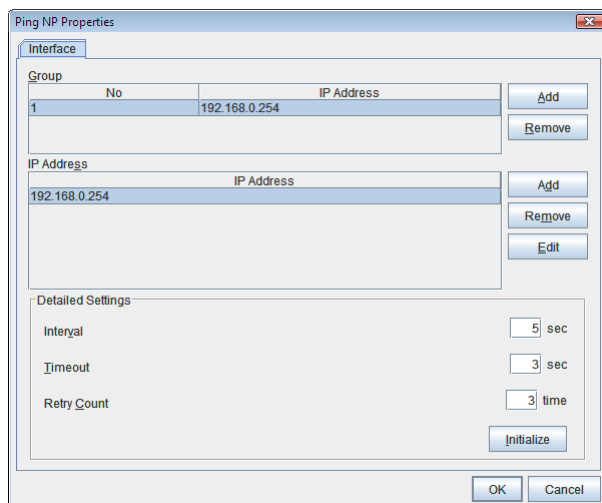 Ping NP Properties
Interface
Group
No IP Address
1 192.168.0.254
Add
Remove
IP Address
IP Address
192.168.0.254
Add
Remove
Edit
Detailed Settings
Interval 5 sec
Timeout 3 sec
Retry Count 3 time
Initialize
OK Cancel